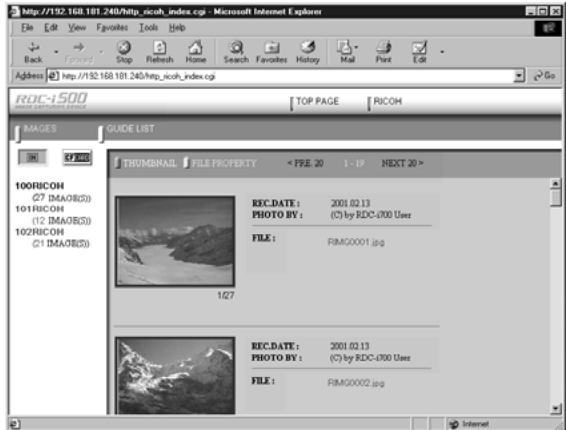 http://192.168.181.240/http_ricoh_index.cgi - Microsoft Internet Explorer
File Edit View Favorites Tools Help
Back Forward Stop Refresh Home Search Favorites History Mail Print Edit
Address http://192.168.181.240/http_ricoh_index.cgi Go
RDC-i500
IMAGE CAPTURING DEVICE
TOP PAGE RICOH
IMAGES GUIDE LIST
IN
THUMBNAIL FILE PROPERTY < PRE. 20 1 - 19 NEXT 20 >
100RICOH
(27 IMAGE(S))
101RICOH
(12 IMAGE(S))
102RICOH
(21 IMAGE(S))
REC.DATE : 2001.02.13
PHOTO BY : (C) by RDC-i700 User
FILE : RIMG0001.jpg
1/27
REC.DATE : 2001.02.13
PHOTO BY : (C) by RDC-i700 User
FILE : RIMG0002.jpg
Internet